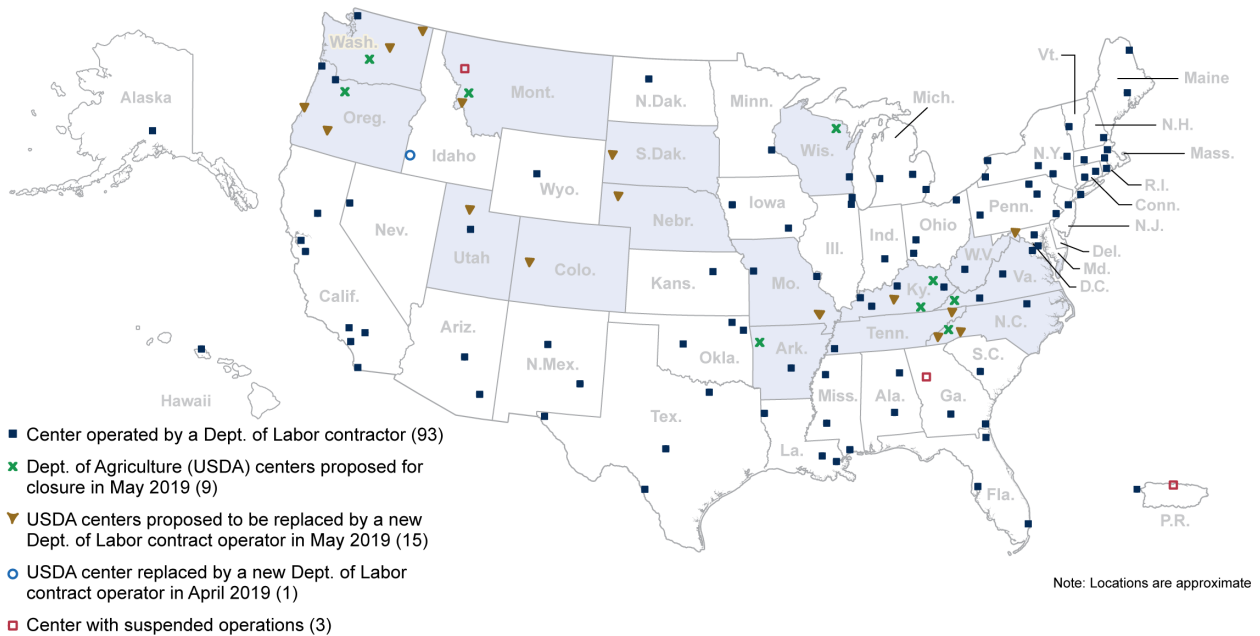 Wash.
Vt.
Maine
Alaska
Mont.
N.Dak.
Minn.
Mich.
Oreg.
N.H.
Idaho
S.Dak.
Wis.
N.Y.
Mass.
Wyo.
R.I.
Iowa
Penn.
Conn.
Nev.
Nebr.
Ohio
N.J.
Utah
Colo.
Ill.
Ind.
W.V.
Del.
Md.
D.C.
Calif.
Kans.
Mo.
Ky.
Va.
Ariz.
N.C.
Tenn.
N.Mex.
Okla.
Ark.
S.C.
Hawaii
Miss.
Ala.
Ga.
Tex.
La.
Fla.
P.R.
Center operated by a Dept. of Labor contractor (93)
Dept. of Agriculture (USDA) centers proposed for
closure in May 2019 (9)
USDA centers proposed to be replaced by a new
Dept. of Labor contract operator in May 2019 (15)
USDA center replaced by a new Dept. of Labor
contract operator in April 2019 (1)
Center with suspended operations (3)
Note: Locations are approximate